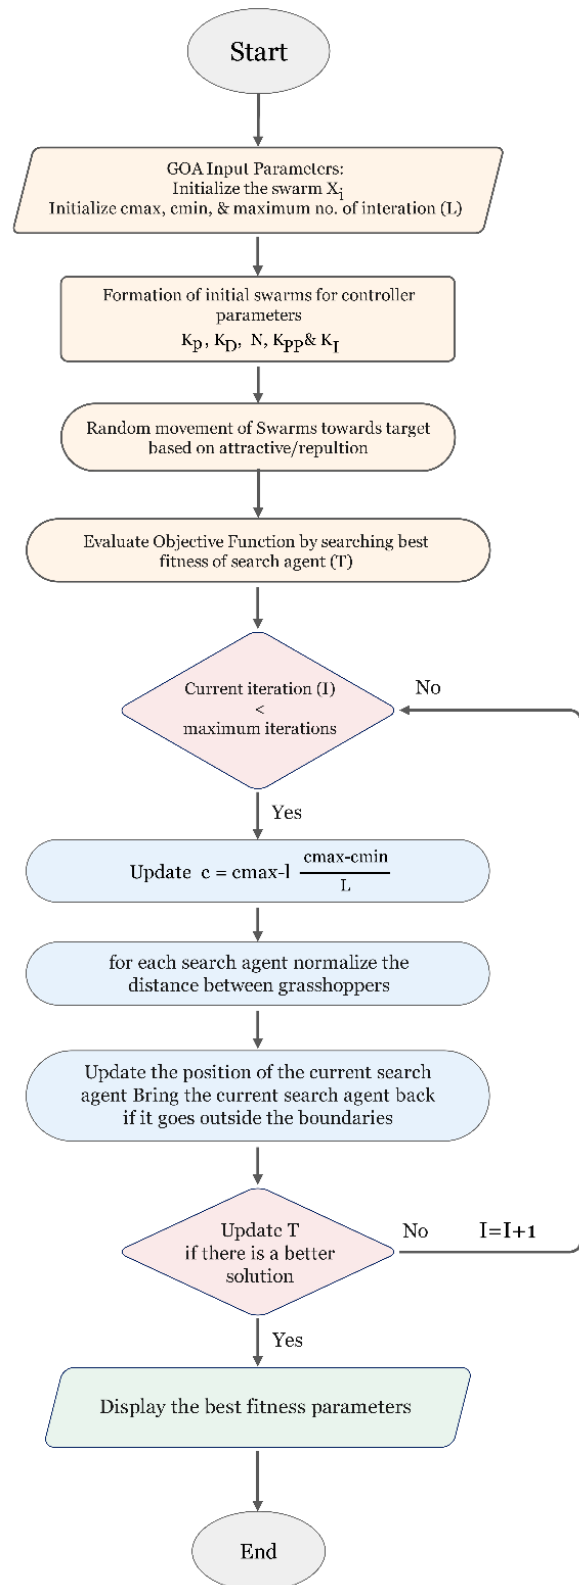 Start
GOA Input Parameters:
Initialize the swarm Xi
Initialize cmax, cmin, & maximum no. of interation (L)
Formation of initial swarms for controller
parameters
KP, KD, N, KPP& KI
Random movement of Swarms towards target
based on attractive/repultion
Evaluate Objective Function by searching best
fitness of search agent (T)
Current iteration (I)
<
maximum iterations
No
Yes
Update c = cmax-l cmax-cmin
L
for each search agent normalize the
distance between grasshoppers
Update the position of the current search
agent Bring the current search agent back
if it goes outside the boundaries
Update T
if there is a better
solution
No I=I+1
Yes
Display the best fitness parameters
End